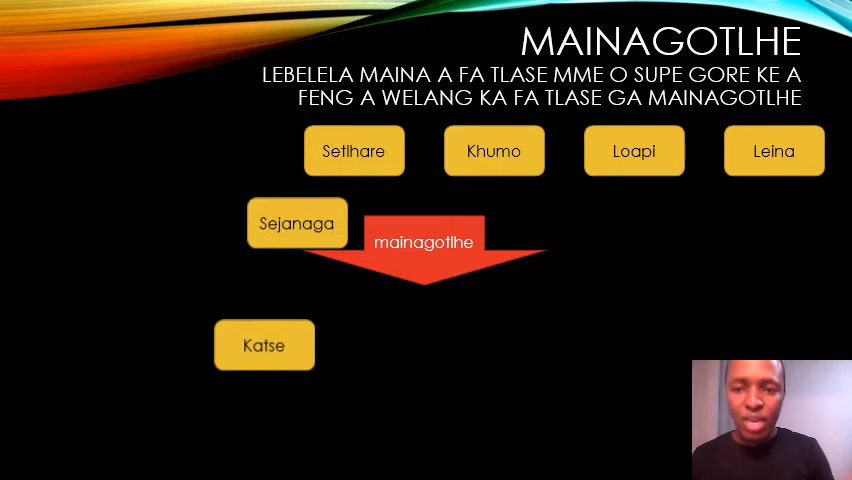 MAINAGOTLHE
LEBELELA MAINA A FA TLASE MME O SUPE GORE KE A
FENG A WELANG KA FA TLASE GA MAINAGOTLHE
Setlhare
Khumo
Loapi
Leina
Sejanaga
mainagotlhe
Katse